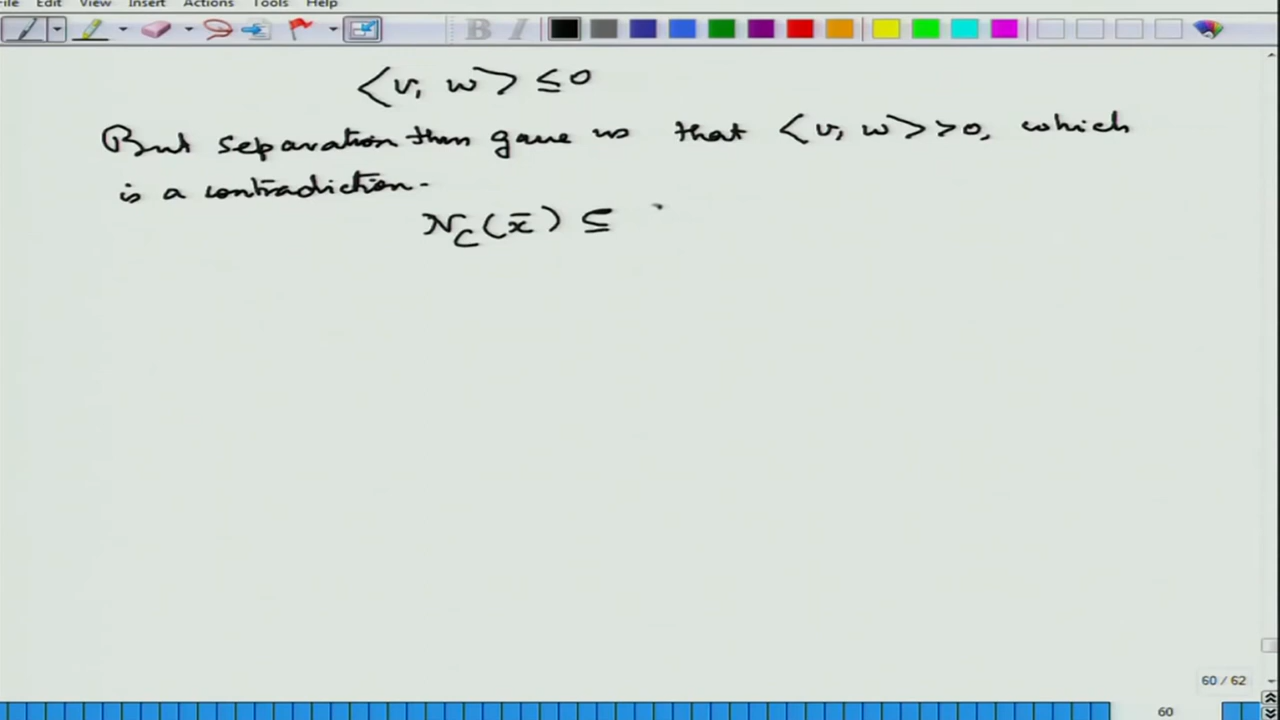 File Edit View Insert Actions Tools Help
B I
<v, w> ≤ 0
But separation thm gave us that <v, w> > 0, which
is a contradiction.
N_C(x̄) ⊆
60 / 62
60